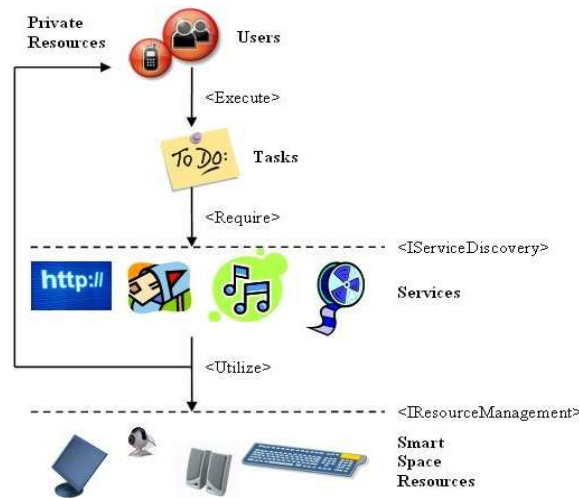 Private
Resources
Users
<Execute>
TO DO:
Tasks
<Require>
<IServiceDiscovery>
http://
Services
<Utilize>
<IResourceManagement>
Smart
Space
Resources